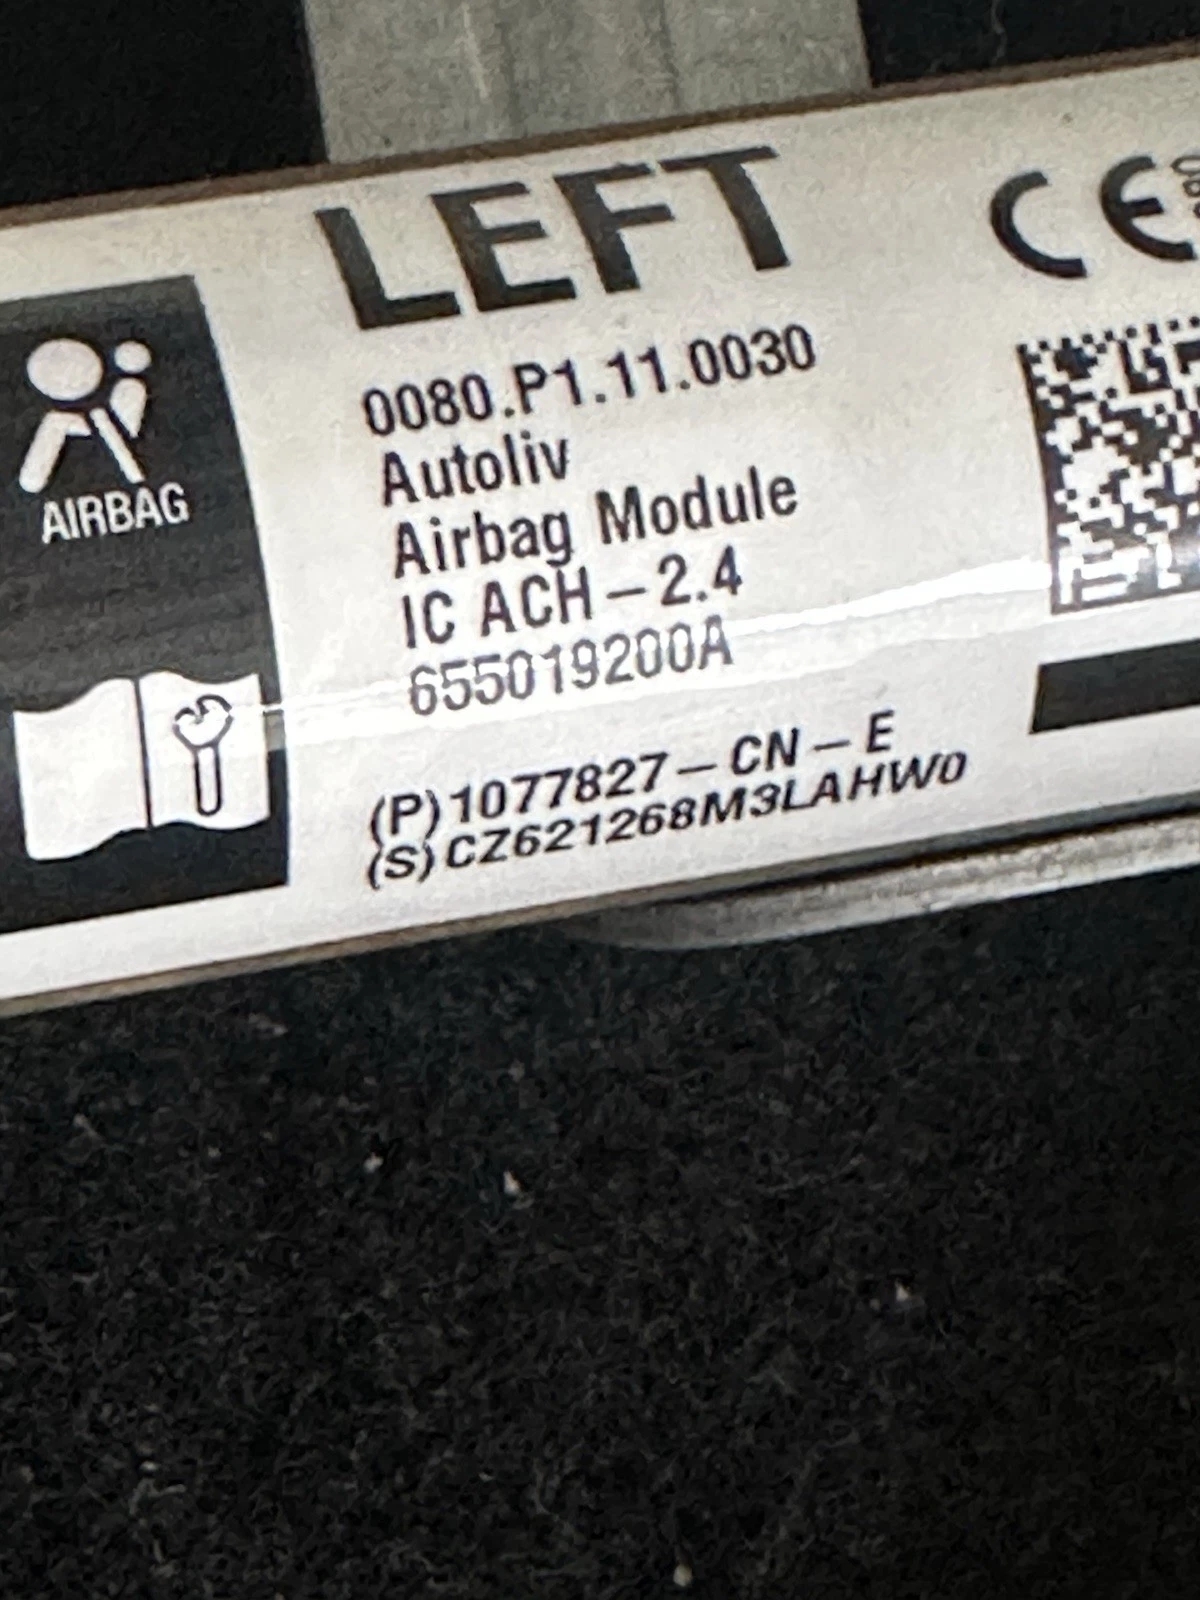 LEFT
CE
0080.P1.11.0030
Autoliv
Airbag Module
IC ACH-2.4
655019200A
AIRBAG
(P)1077827-CN-E
(S)CZ621268M3LAHW0